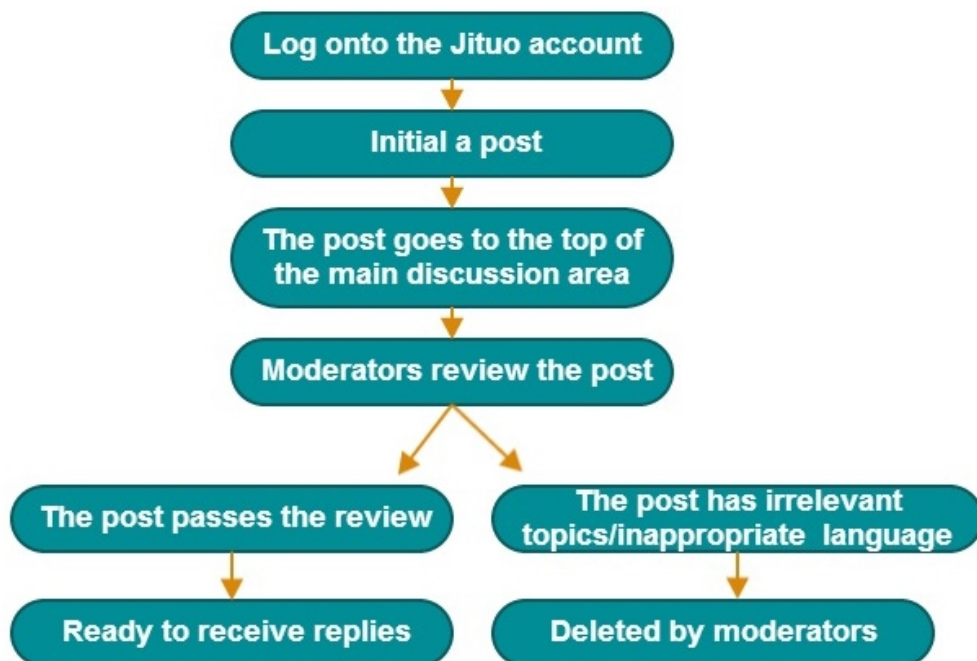 Log onto the Jituo account
Initial a post
The post goes to the top of
the main discussion area
Moderators review the post
The post passes the review
The post has irrelevant
topics/inappropriate language
Ready to receive replies
Deleted by moderators